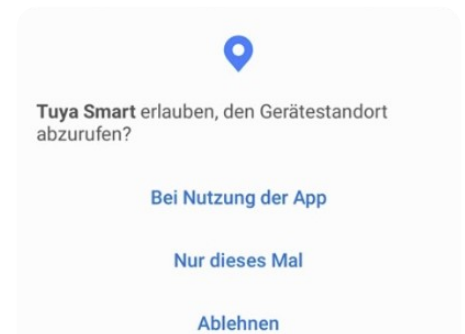 Tuya Smart erlauben, den Gerätestandort
abzurufen?
Bei Nutzung der App
Nur dieses Mal
Ablehnen